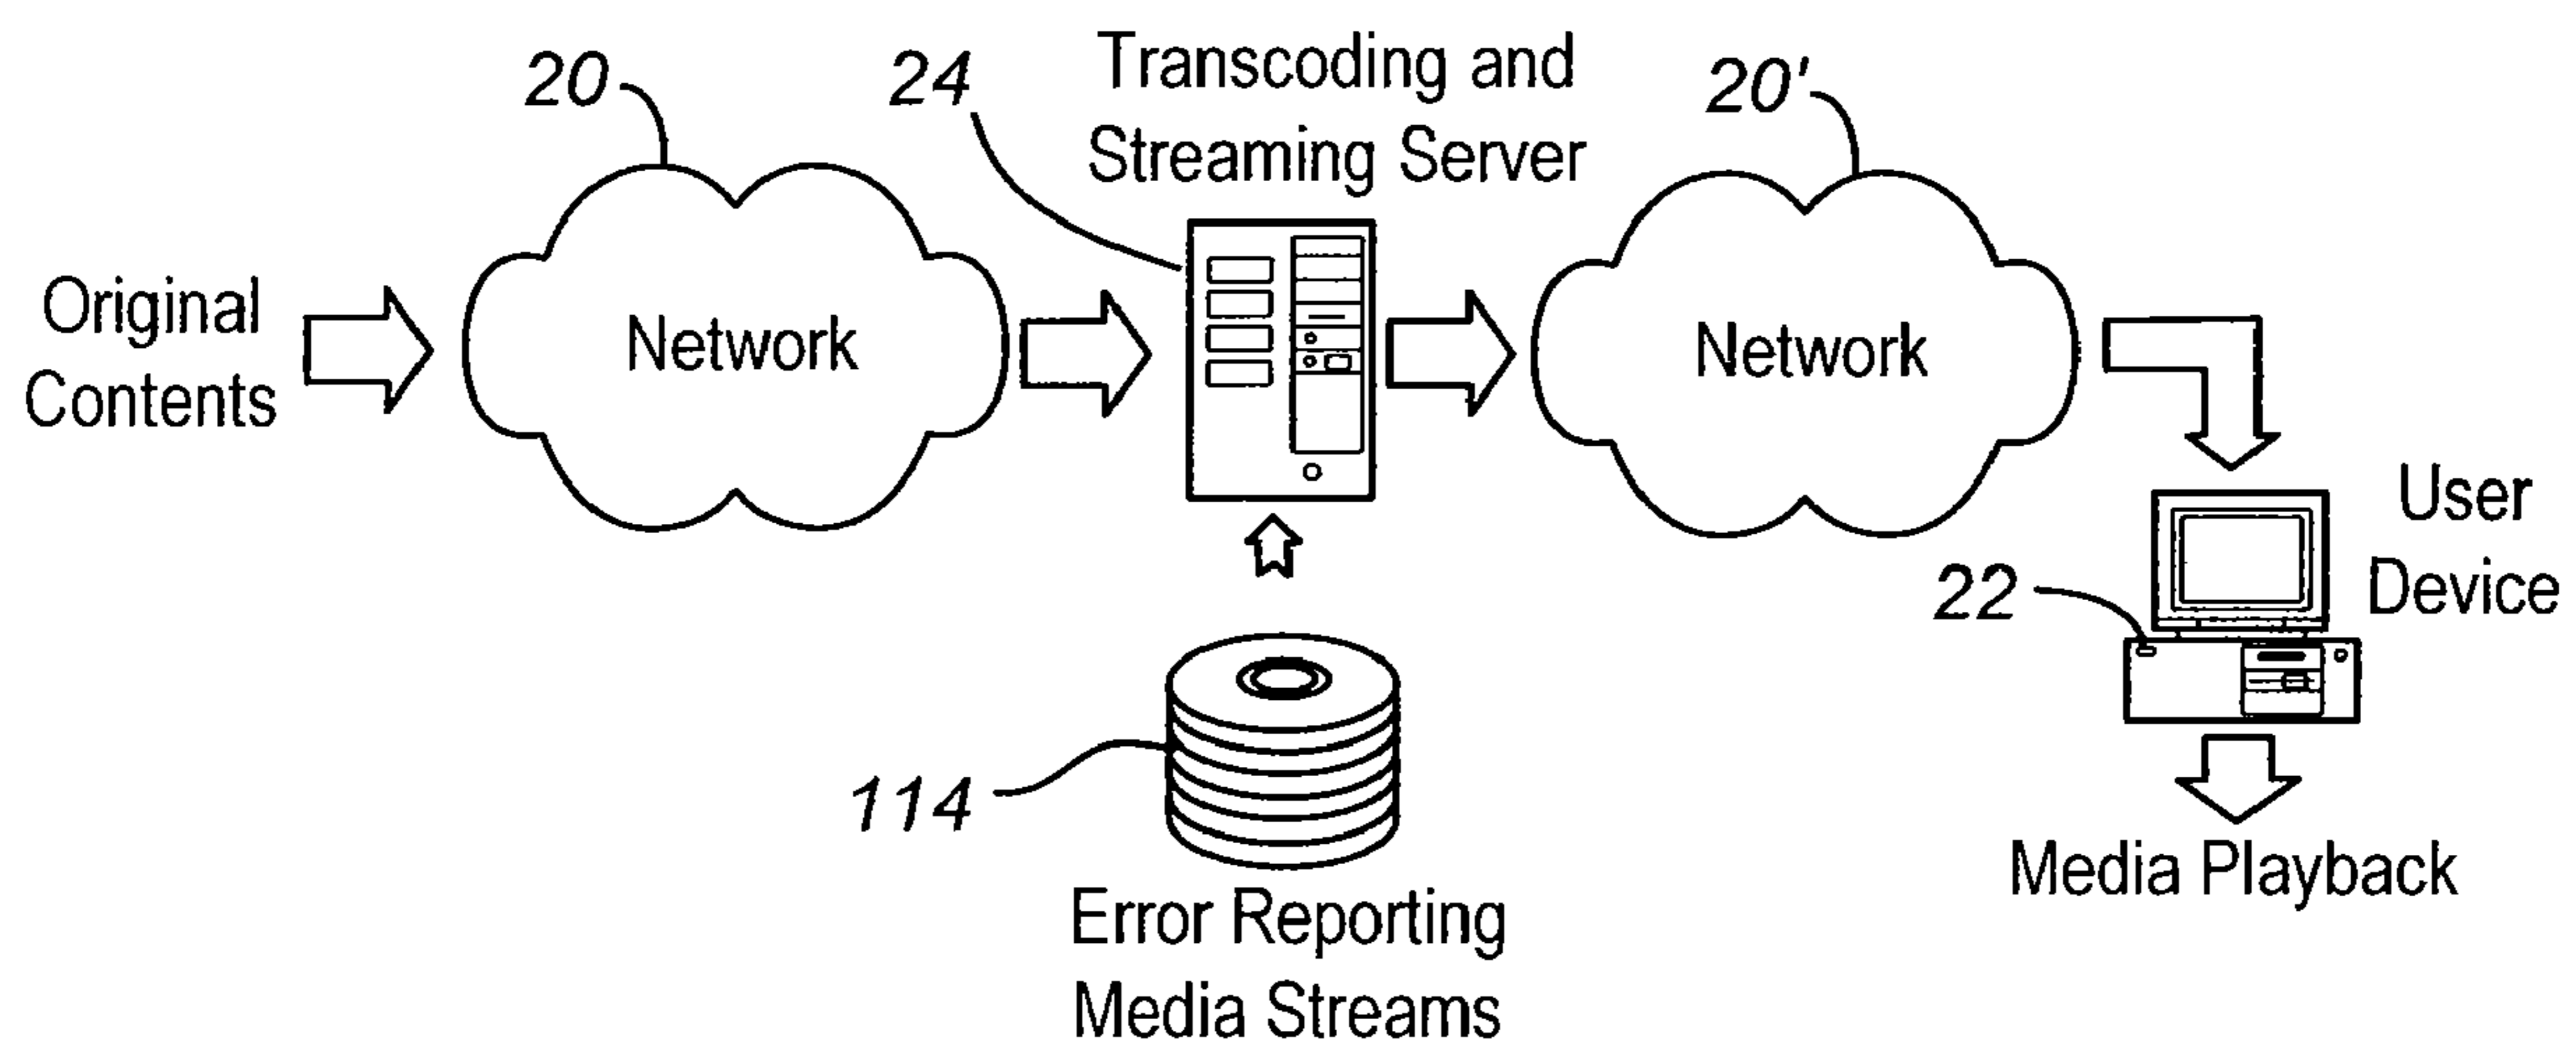 20
24
Transcoding and
Streaming Server
20'
Original
Contents
Network
Network
User
Device
22
114
Error Reporting
Media Streams
Media Playback